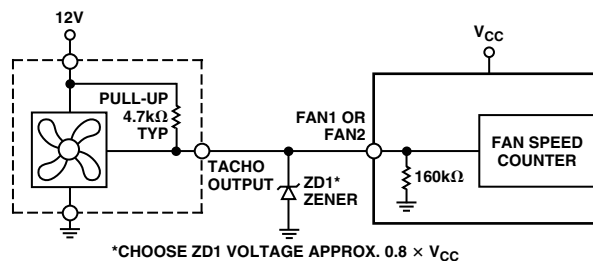 12V
V_CC
PULL-UP
4.7kΩ
TYP
FAN1 OR
FAN2
FAN SPEED
COUNTER
TACHO
OUTPUT
ZD1*
ZENER
160kΩ
*CHOOSE ZD1 VOLTAGE APPROX. 0.8 × V_CC